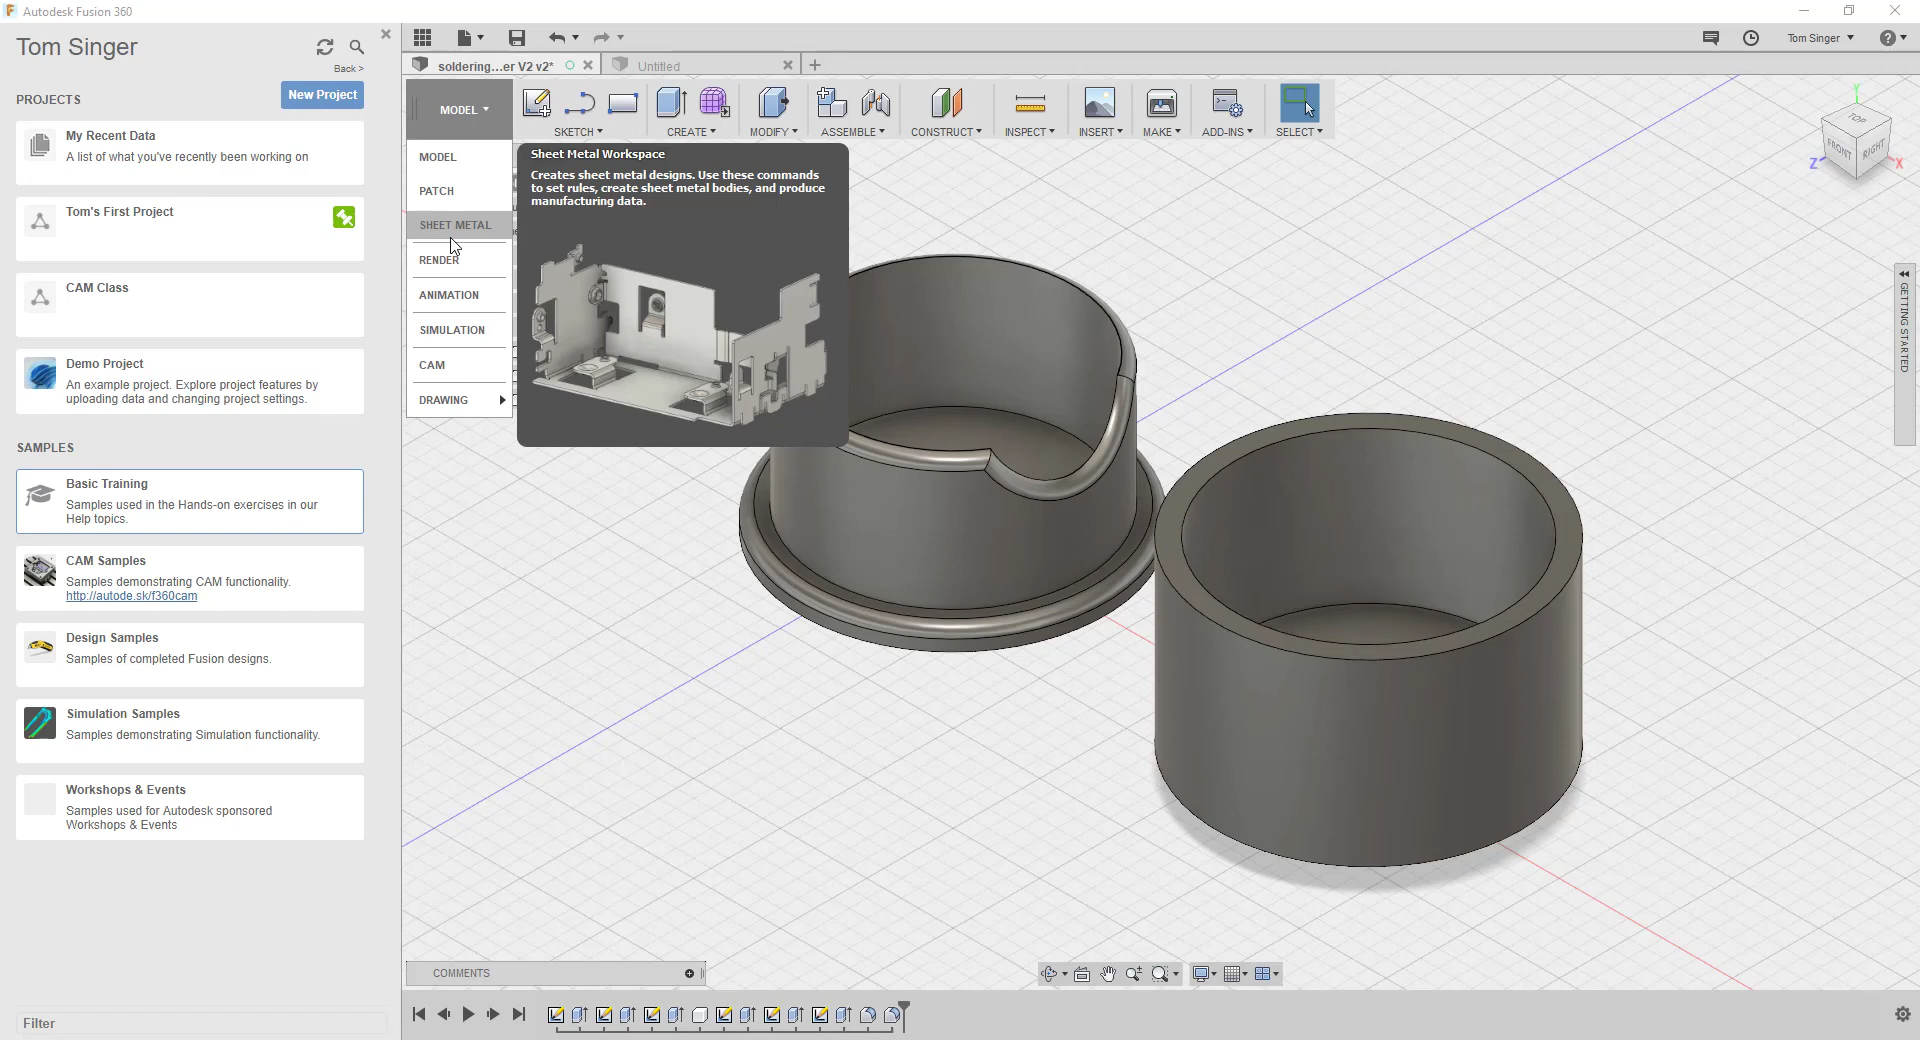 Autodesk Fusion 360
Tom Singer
Back >
PROJECTS
New Project
My Recent Data
A list of what you've recently been working on
Tom's First Project
CAM Class
Demo Project
An example project. Explore project features by
uploading data and changing project settings.
SAMPLES
Basic Training
Samples used in the Hands-on exercises in our
Help topics.
CAM Samples
Samples demonstrating CAM functionality.
http://autode.sk/f360cam
Design Samples
Samples of completed Fusion designs.
Simulation Samples
Samples demonstrating Simulation functionality.
Workshops & Events
Samples used for Autodesk sponsored
Workshops & Events
Filter
Tom Singer
soldering...er V2 v2*
Untitled
MODEL
SKETCH
CREATE
MODIFY
ASSEMBLE
CONSTRUCT
INSPECT
INSERT
MAKE
ADD-INS
SELECT
MODEL
PATCH
SHEET METAL
RENDER
ANIMATION
SIMULATION
CAM
DRAWING
Sheet Metal Workspace
Creates sheet metal designs. Use these commands
to set rules, create sheet metal bodies, and produce
manufacturing data.
Y
TOP
FRONT
RIGHT
Z
X
GETTING STARTED
COMMENTS